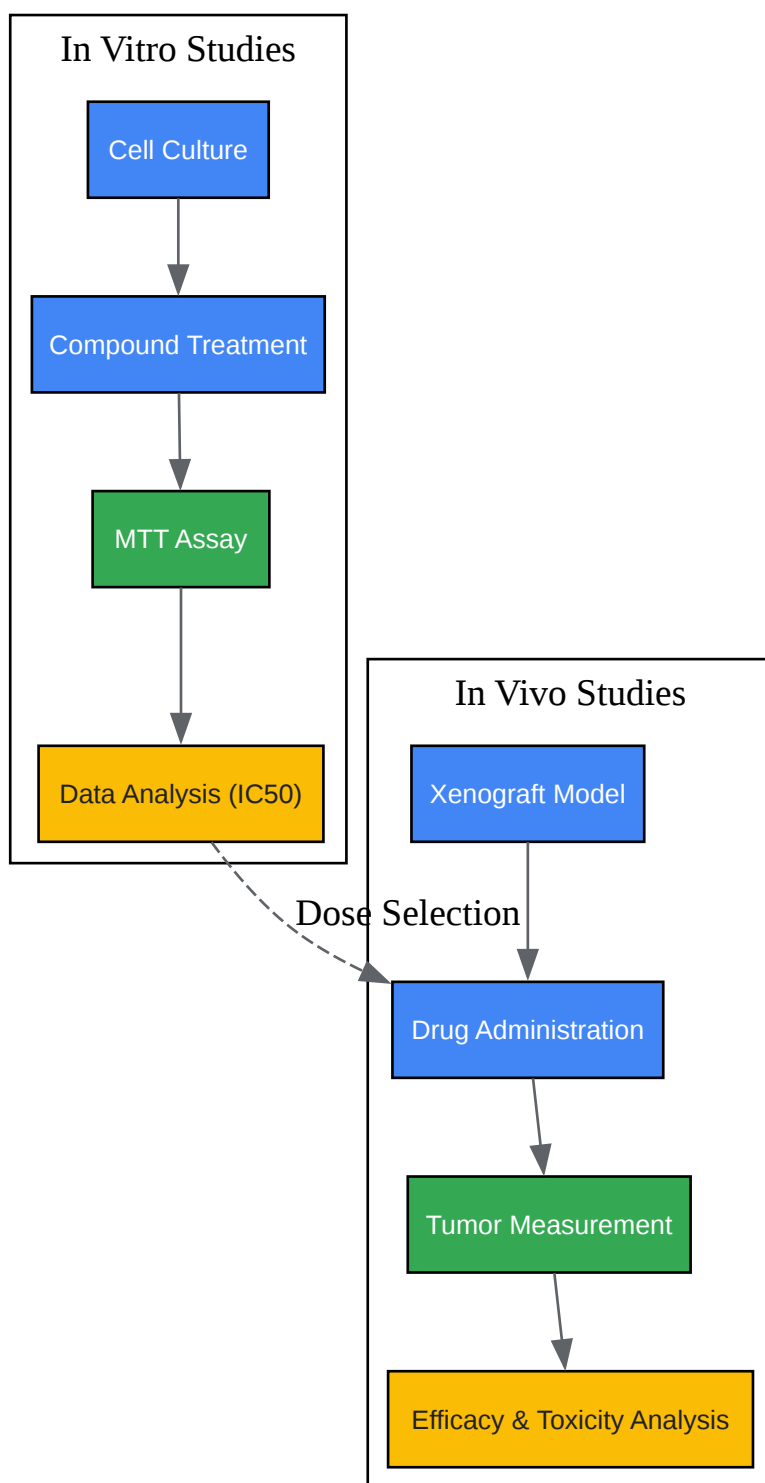 In Vitro Studies
Cell Culture
Compound Treatment
MTT Assay
Data Analysis (IC50)
In Vivo Studies
Xenograft Model
Dose Selection
Drug Administration
Tumor Measurement
Efficacy & Toxicity Analysis